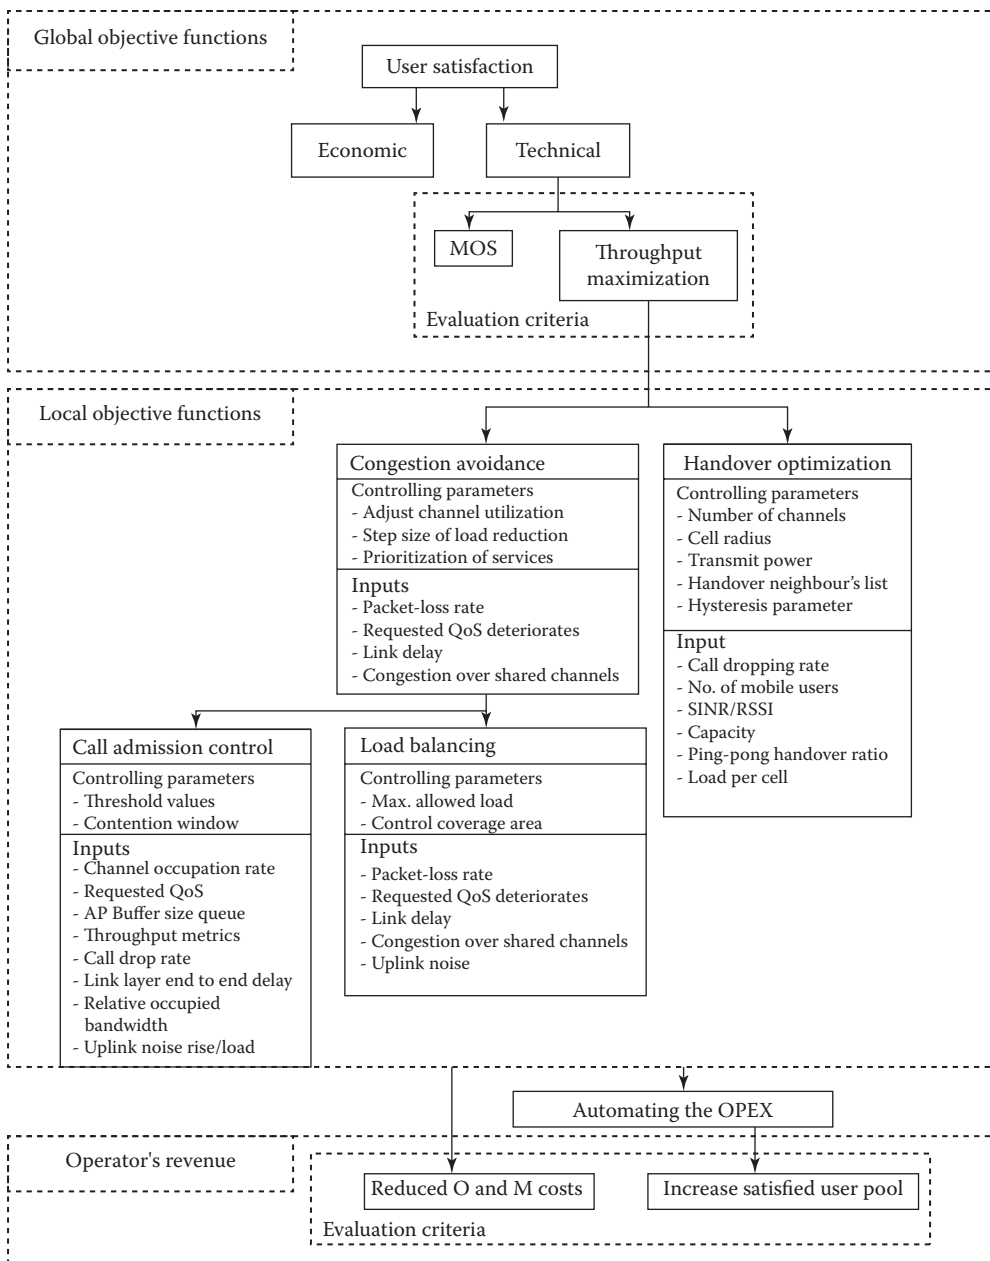 Global objective functions
User satisfaction
Economic
Technical
MOS
Throughput
maximization
Evaluation criteria
Local objective functions
Congestion avoidance
Controlling parameters
- Adjust channel utilization
- Step size of load reduction
- Prioritization of services
Inputs
- Packet-loss rate
- Requested QoS deteriorates
- Link delay
- Congestion over shared channels
Handover optimization
Controlling parameters
- Number of channels
- Cell radius
- Transmit power
- Handover neighbour's list
- Hysteresis parameter
Input
- Call dropping rate
- No. of mobile users
- SINR/RSSI
- Capacity
- Ping-pong handover ratio
- Load per cell
Call admission control
Controlling parameters
- Threshold values
- Contention window
Inputs
- Channel occupation rate
- Requested QoS
- AP Buffer size queue
- Throughput metrics
- Call drop rate
- Link layer end to end delay
- Relative occupied
bandwidth
- Uplink noise rise/load
Load balancing
Controlling parameters
- Max. allowed load
- Control coverage area
Inputs
- Packet-loss rate
- Requested QoS deteriorates
- Link delay
- Congestion over shared channels
- Uplink noise
Automating the OPEX
Operator's revenue
Reduced O and M costs
Increase satisfied user pool
Evaluation criteria